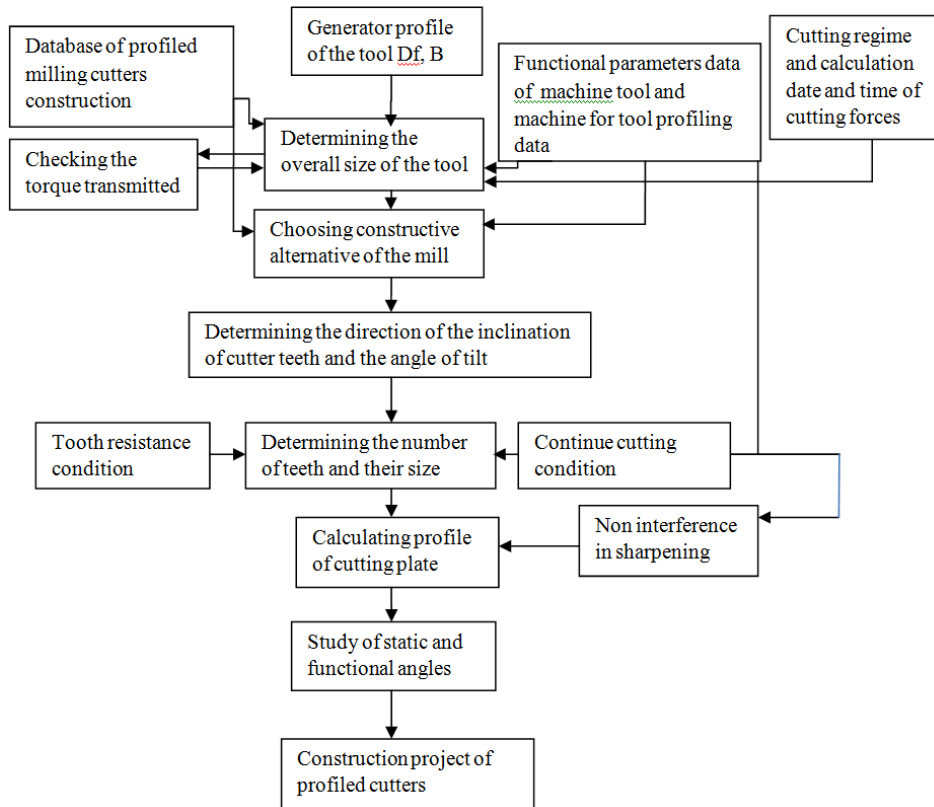 Generator profile
of the tool Df, B
Database of profiled
milling cutters
construction
Functional parameters data
of machine tool and
machine for tool profiling
data
Cutting regime
and calculation
date and time of
cutting forces
Checking the
torque transmitted
Determining the
overall size of the tool
Choosing constructive
alternative of the mill
Determining the direction of the inclination
of cutter teeth and the angle of tilt
Tooth resistance
condition
Determining the number
of teeth and their size
Continue cutting
condition
Calculating profile
of cutting plate
Non interference
in sharpening
Study of static and
functional angles
Construction project of
profiled cutters